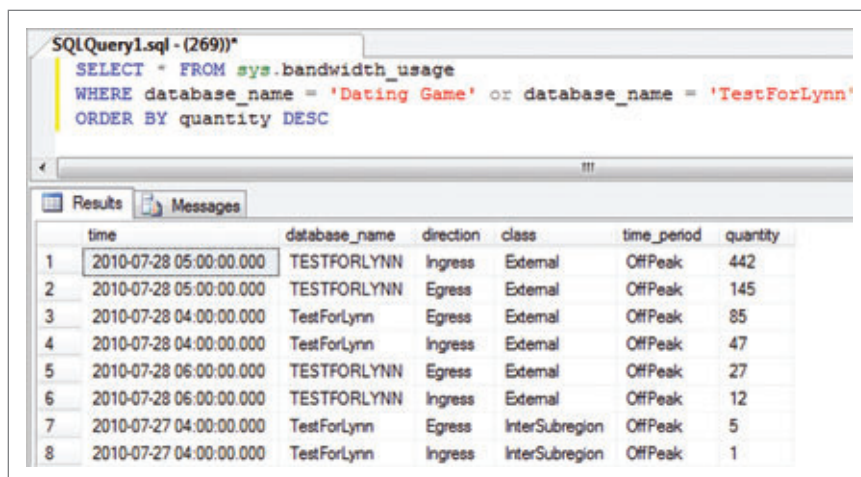 SQLQuery1.sql - (269))*
SELECT * FROM sys.bandwidth_usage
WHERE database_name = 'Dating Game' or database_name = 'TestForLynn'
ORDER BY quantity DESC
Results Messages
time database_name direction class time_period quantity
1 2010-07-28 05:00:00.000 TESTFORLYNN Ingress External OffPeak 442
2 2010-07-28 05:00:00.000 TESTFORLYNN Egress External OffPeak 145
3 2010-07-28 04:00:00.000 TestForLynn Egress External OffPeak 85
4 2010-07-28 04:00:00.000 TestForLynn Ingress External OffPeak 47
5 2010-07-28 06:00:00.000 TESTFORLYNN Egress External OffPeak 27
6 2010-07-28 06:00:00.000 TESTFORLYNN Ingress External OffPeak 12
7 2010-07-27 04:00:00.000 TestForLynn Egress InterSubregion OffPeak 5
8 2010-07-27 04:00:00.000 TestForLynn Ingress InterSubregion OffPeak 1